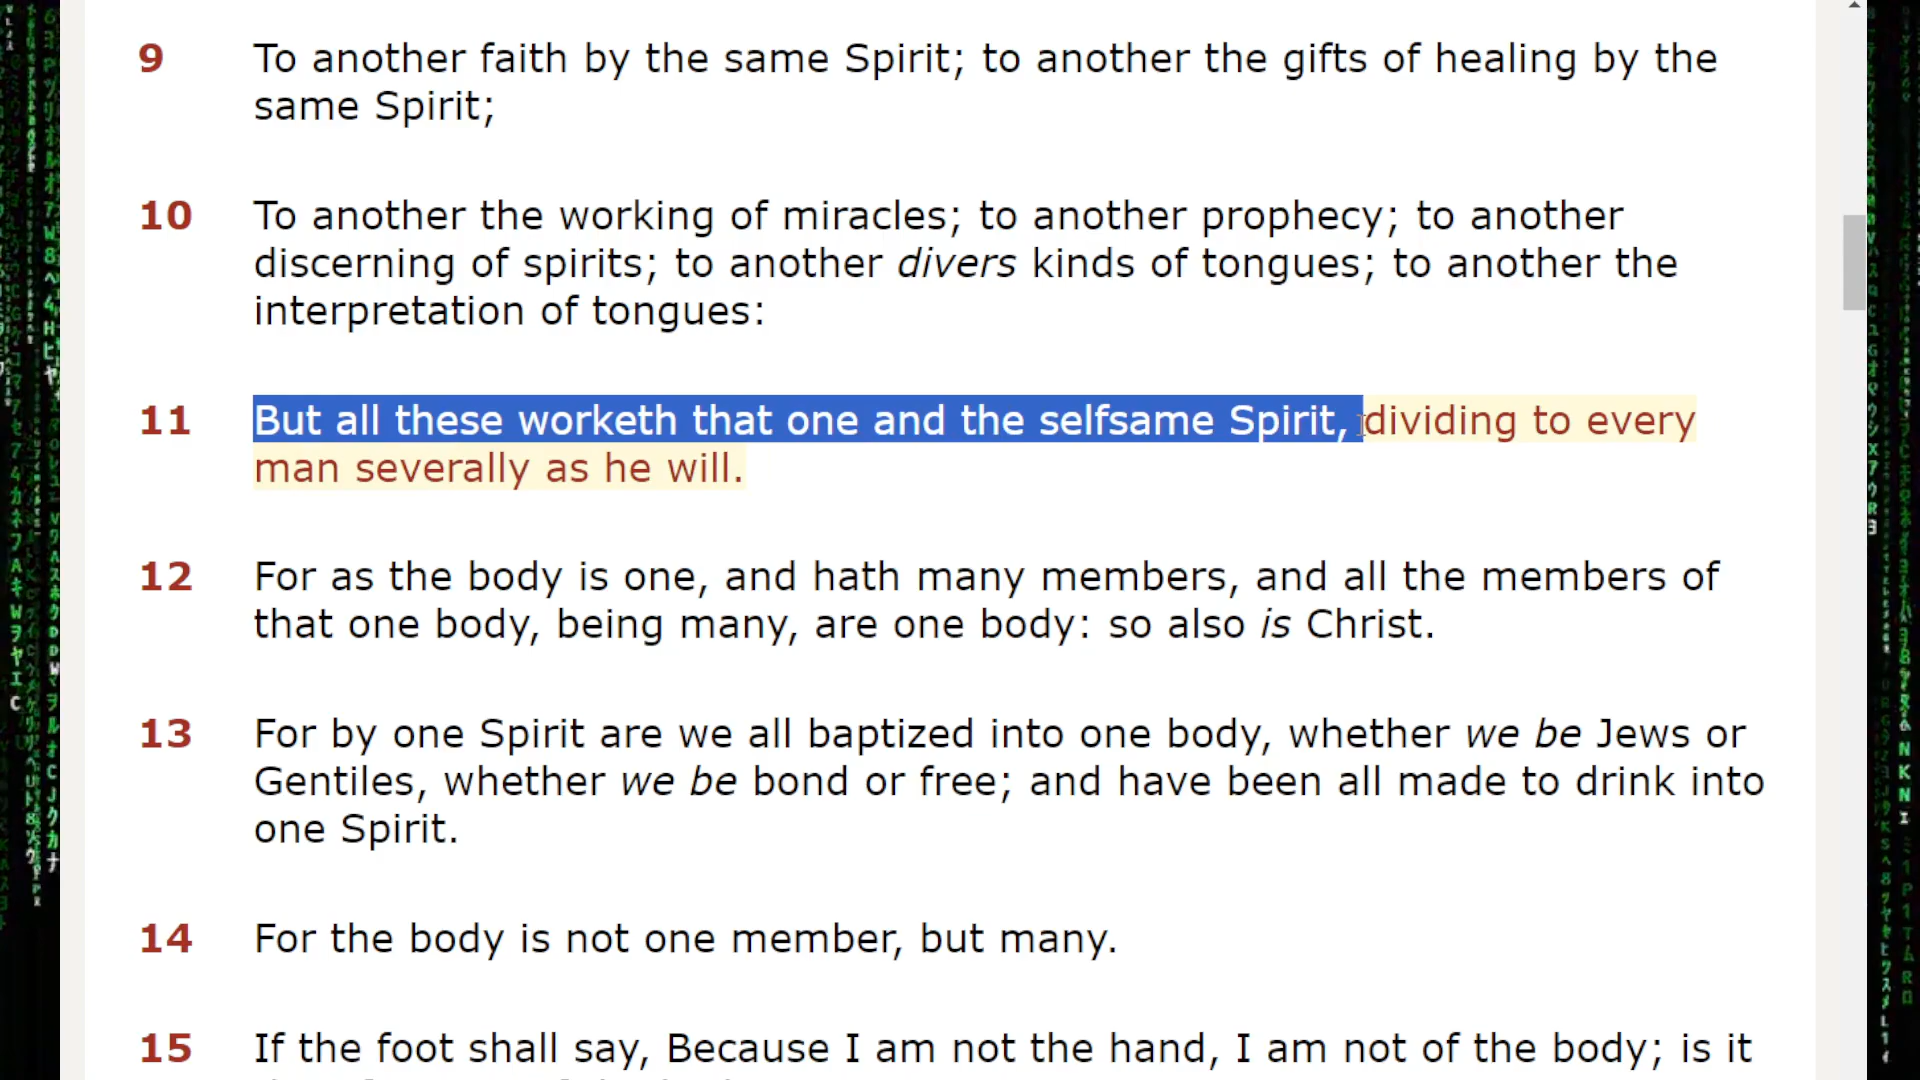 9 To another faith by the same Spirit; to another the gifts of healing by the
same Spirit;
10 To another the working of miracles; to another prophecy; to another
discerning of spirits; to another divers kinds of tongues; to another the
interpretation of tongues:
11 But all these worketh that one and the selfsame Spirit, dividing to every
man severally as he will.
12 For as the body is one, and hath many members, and all the members of
that one body, being many, are one body: so also is Christ.
13 For by one Spirit are we all baptized into one body, whether we be Jews or
Gentiles, whether we be bond or free; and have been all made to drink into
one Spirit.
14 For the body is not one member, but many.
15 If the foot shall say, Because I am not the hand, I am not of the body; is it